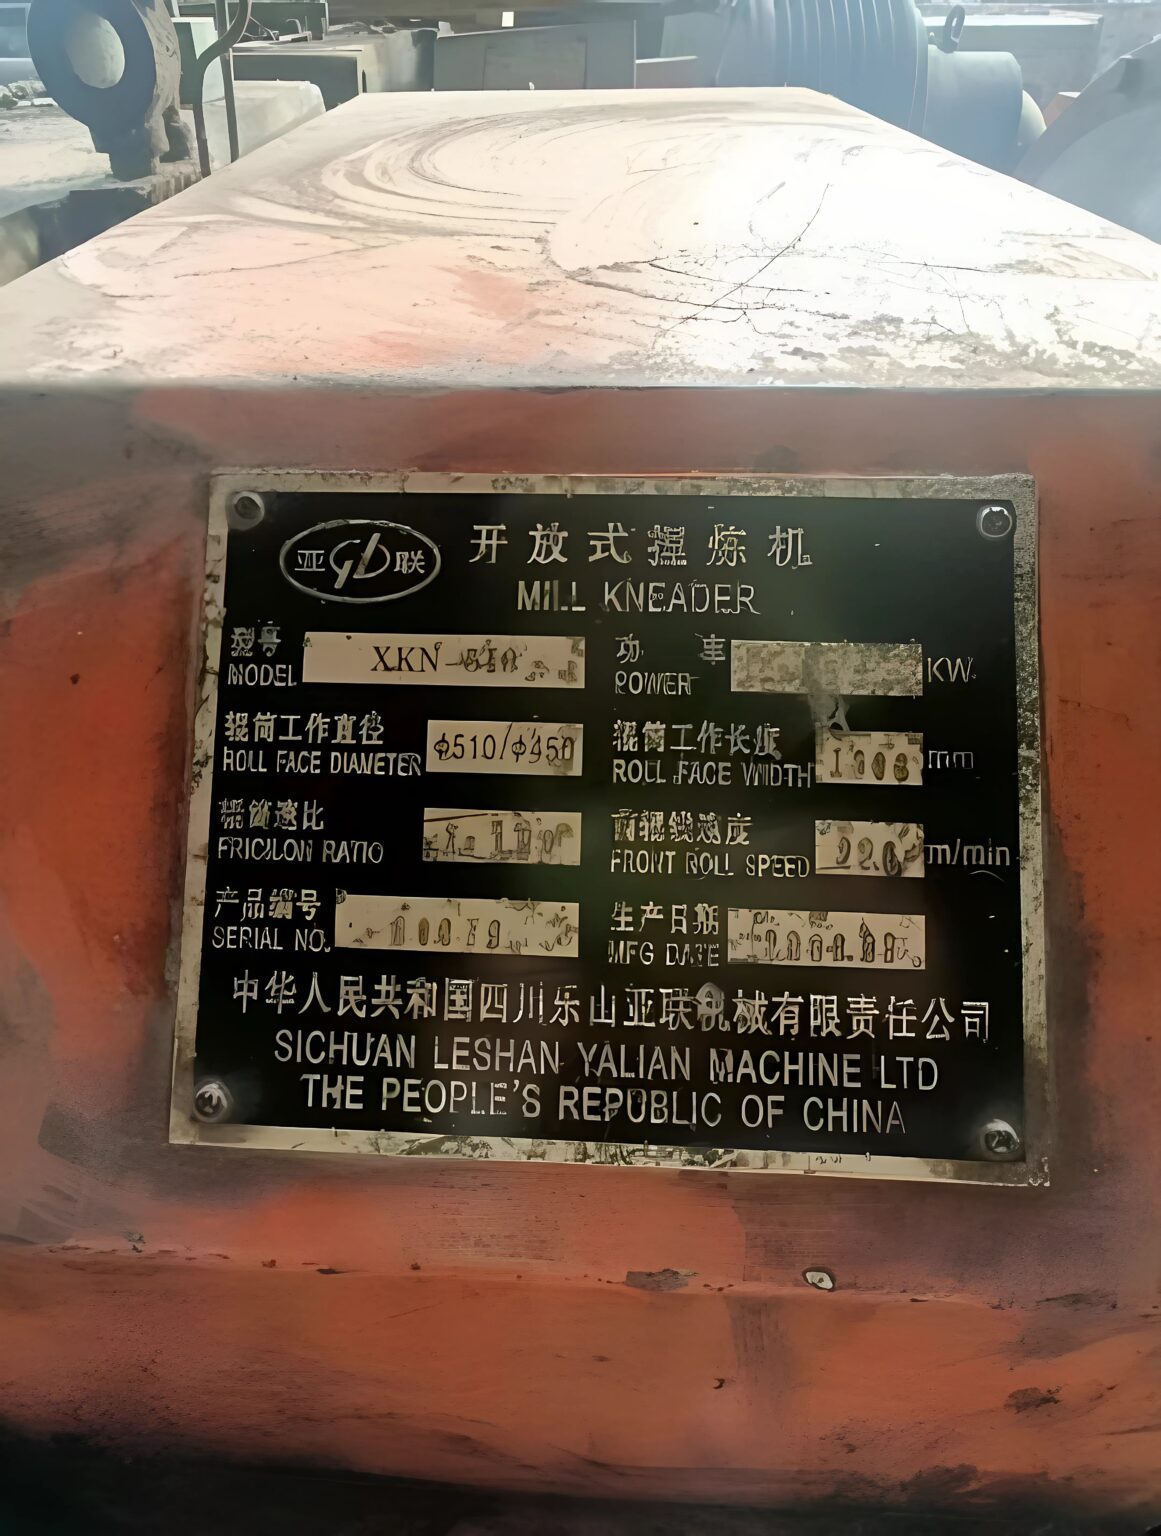 亚 联 开放式捏炼机
MILL KNEADER
型号 XKN-510 功 率
MODEL POWER KW
辊筒工作直径 φ510/φ450 辊筒工作长度
ROLL FACE DIAMETER ROLL FACE WIDTH mm
辊筒速比 前辊线速度
FRICTION RATIO FRONT ROLL SPEED m/min
产品编号 生产日期
SERIAL NO. MFG DATE
中华人民共和国四川乐山亚联机械有限责任公司
SICHUAN LESHAN YALIAN MACHINE LTD
THE PEOPLE'S REPUBLIC OF CHINA